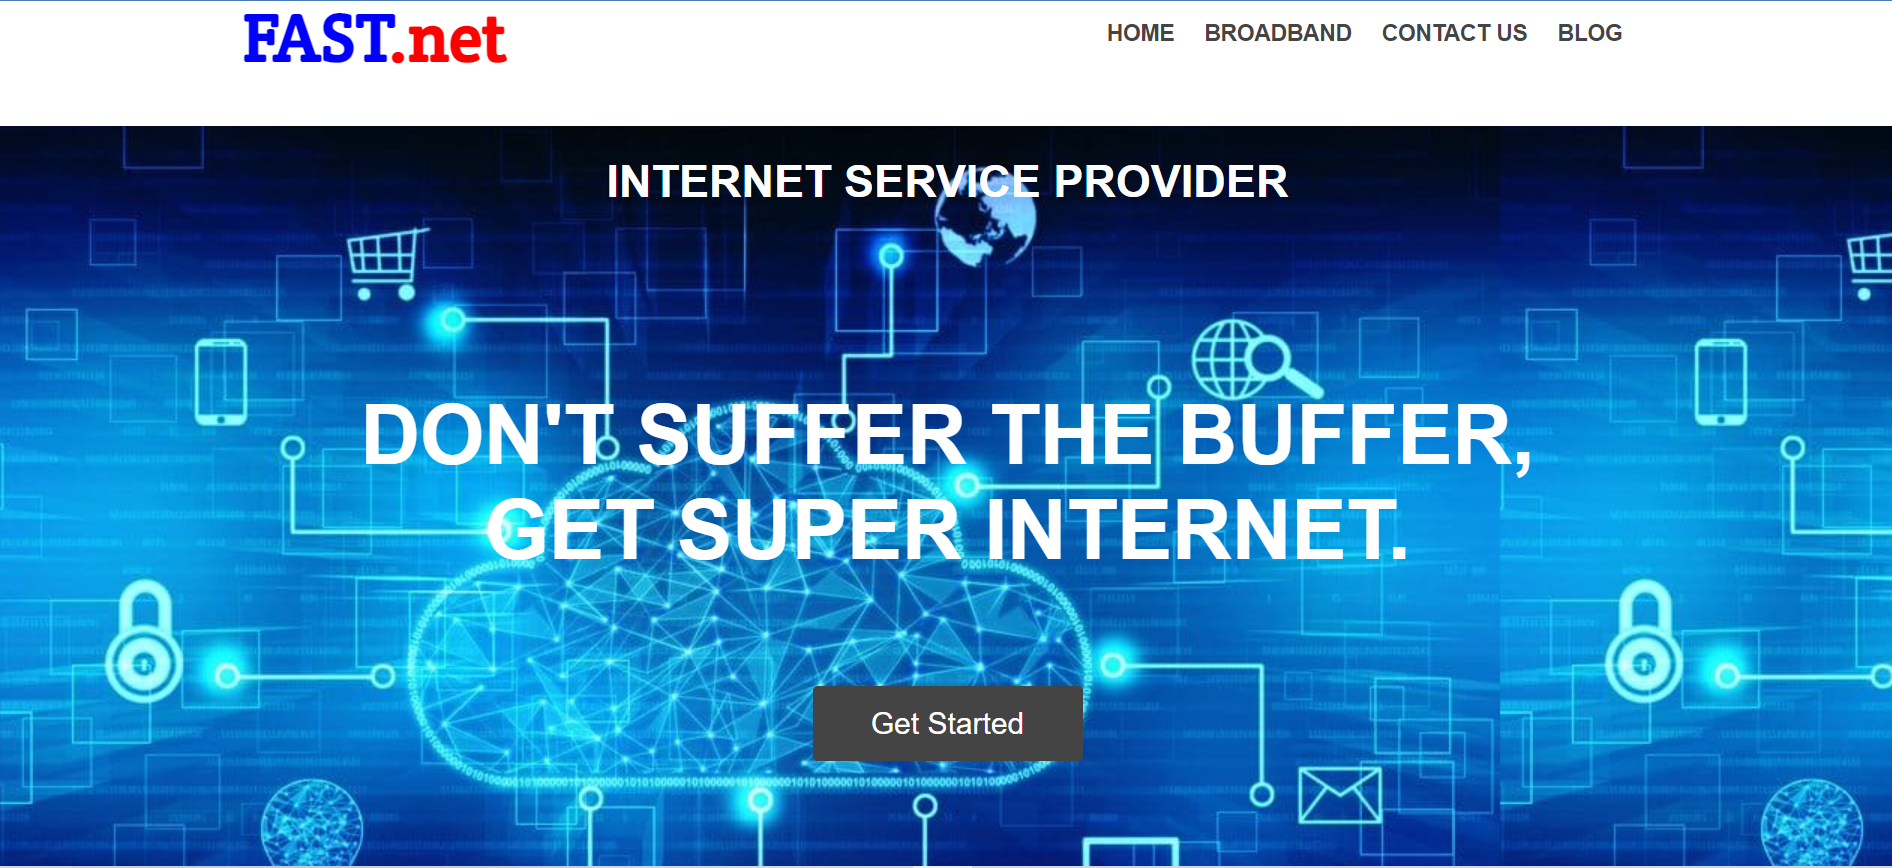 FAST.net
HOME BROADBAND CONTACT US BLOG
INTERNET SERVICE PROVIDER
DON'T SUFFER THE BUFFER,
GET SUPER INTERNET.
Get Started